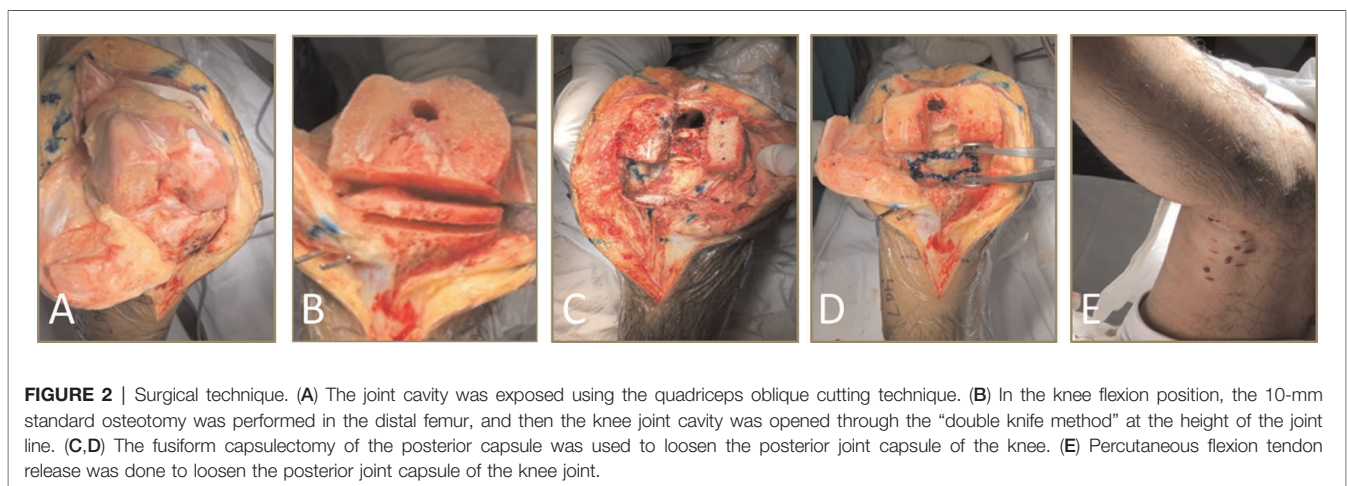 A
B
C
D
E
FIGURE 2 | Surgical technique. (A) The joint cavity was exposed using the quadriceps oblique cutting technique. (B) In the knee flexion position, the 10-mm
standard osteotomy was performed in the distal femur, and then the knee joint cavity was opened through the “double knife method” at the height of the joint
line. (C,D) The fusiform capsulectomy of the posterior capsule was used to loosen the posterior joint capsule of the knee. (E) Percutaneous flexion tendon
release was done to loosen the posterior joint capsule of the knee joint.